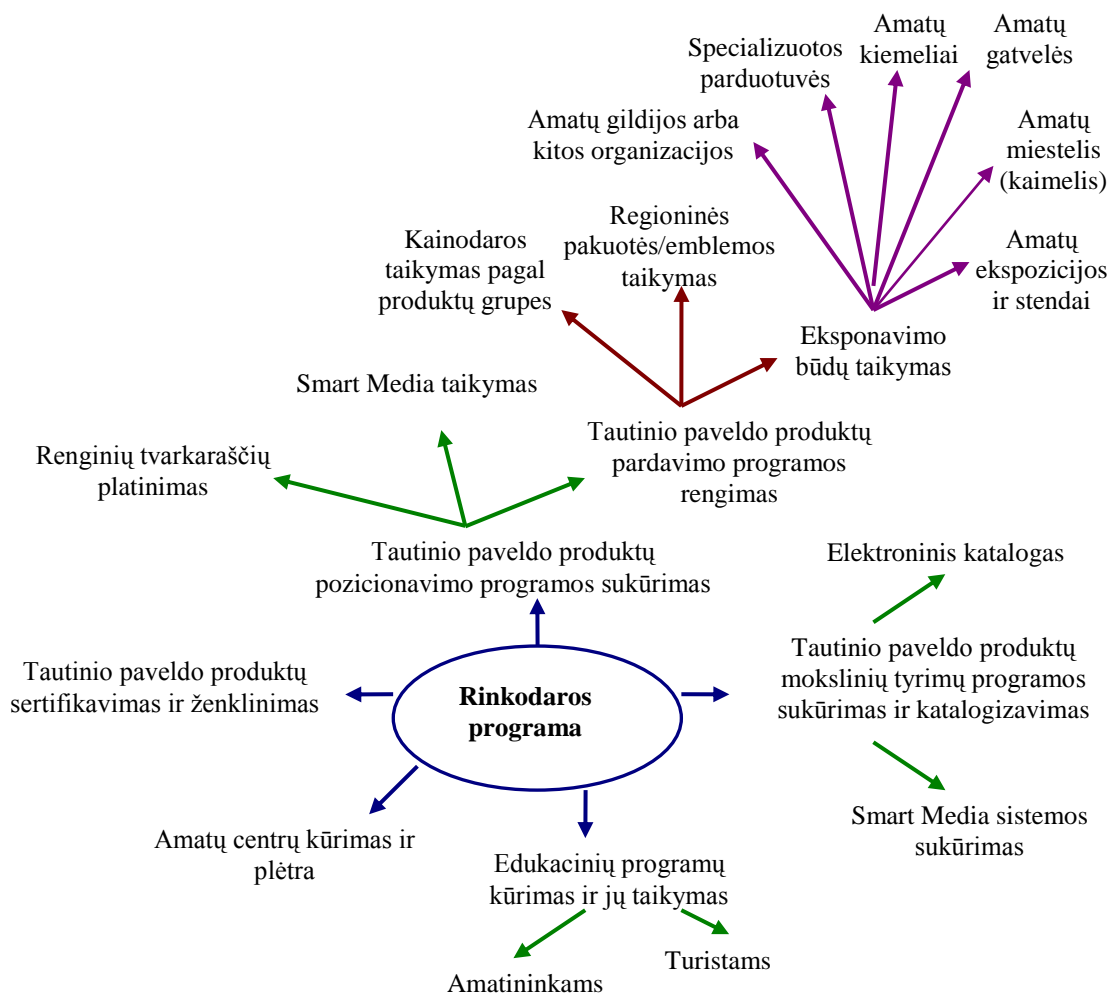 Amatų
kiemeliai
Amatų
gatvelės
Specializuotos
parduotuvės
Amatų gildijos arba
kitos organizacijos
Amatų
miestelis
(kaimelis)
Regioninės
pakuotės/emblemos
taikymas
Kainodaros
taikymas pagal
produktų grupes
Amatų
ekspozicijos
ir stendai
Eksponavimo
būdų taikymas
Smart Media taikymas
Tautinio paveldo produktų
pardavimo programos
rengimas
Renginių tvarkaraščių
platinimas
Tautinio paveldo produktų
pozicionavimo programos sukūrimas
Elektroninis katalogas
Tautinio paveldo produktų
mokslinių tyrimų programos
sukūrimas ir katalogizavimas
Tautinio paveldo produktų
sertifikavimas ir ženklinimas
Rinkodaros
programa
Smart Media sistemos
sukūrimas
Amatų centrų kūrimas ir
plėtra
Edukacinių programų
kūrimas ir jų taikymas
Turistams
Amatininkams